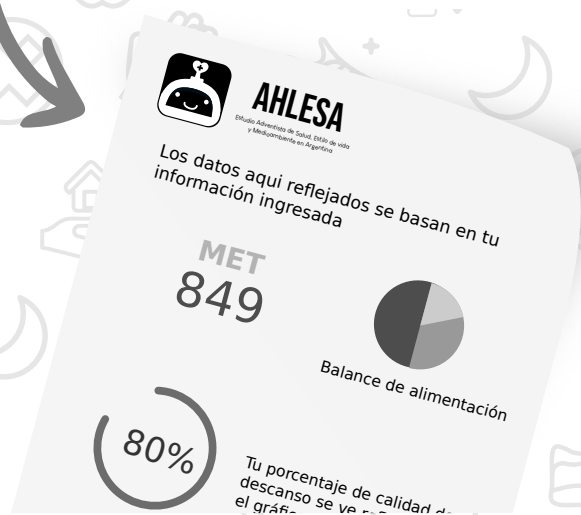 AHLESA
Estudio Adventista de Salud, Estilo de vida
y Medioambiente en Argentina
Los datos aqui reflejados se basan en tu
información ingresada
MET
849
Balance de alimentación
80%
Tu porcentaje de calidad
descanso se ve
el gráfic